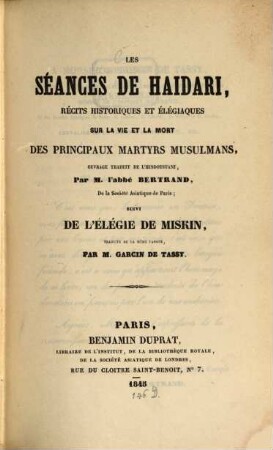 LES
SÉANCES DE HAIDARI,
RÉCITS HISTORIQUES ET ÉLÉGIAQUES
SUR LA VIE ET LA MORT
DES PRINCIPAUX MARTYRS MUSULMANS,
OUVRAGE TRADUIT DE L'HINDOUSTANI,
Par M. l'abbé BERTRAND,
De la Société Asiatique de Paris;
SUIVI
DE L'ÉLÉGIE DE MISKIN,
TRADUITE DE LA MÊME LANGUE,
PAR M. GARCIN DE TASSY.
PARIS,
BENJAMIN DUPRAT,
LIBRAIRE DE L'INSTITUT, DE LA BIBLIOTHÈQUE ROYALE,
DE LA SOCIÉTÉ ASIATIQUE DE LONDRES,
RUE DU CLOITRE SAINT-BENOIT, N° 7.
1845